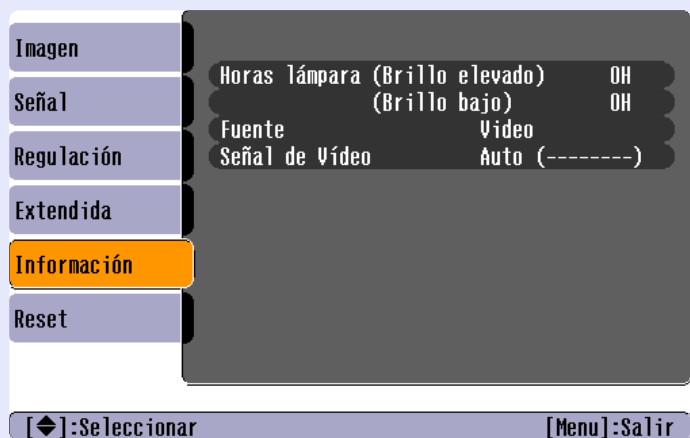 Imagen
Señal
Regulación
Extendida
Información
Reset
Horas lámpara (Brillo elevado) 0H
(Brillo bajo) 0H
Fuente Video
Señal de Vídeo Auto (--------)
[◆]:Seleccionar [Menu]:Salir